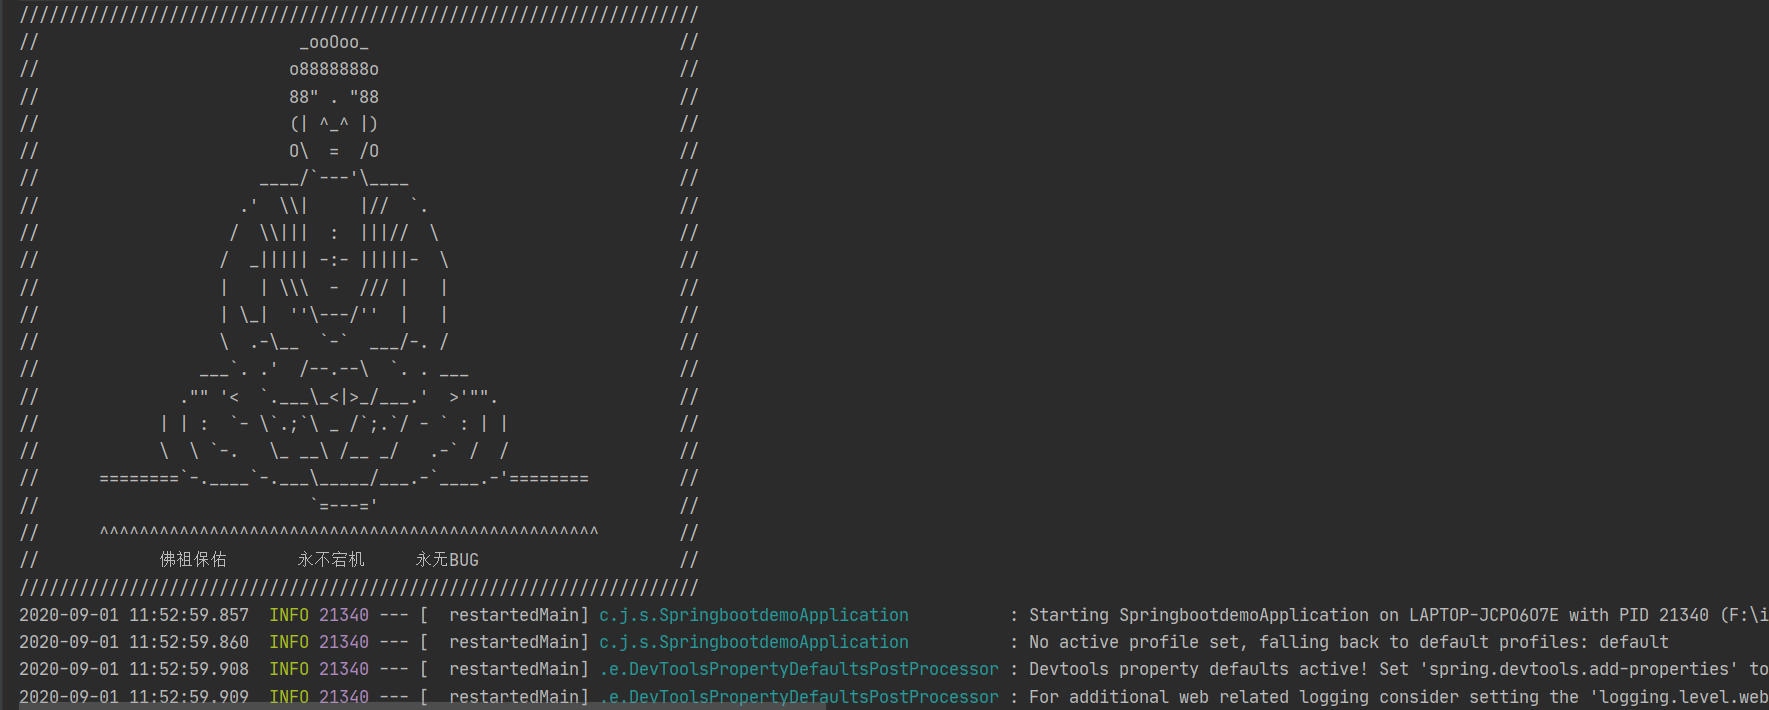 ////////////////////////////////////////////////////////////////////
//                          _ooOoo_                               //
//                         o8888888o                              //
//                         88" . "88                              //
//                         (| ^_^ |)                              //
//                         O\  =  /O                              //
//                      ____/`---'\____                           //
//                    .'  \\|     |//  `.                         //
//                   /  \\|||  :  |||//  \                        //
//                  /  _||||| -:- |||||-  \                       //
//                  |   | \\\  -  /// |   |                       //
//                  | \_|  ''\---/''  |   |                       //
//                  \  .-\__  `-`  ___/-. /                       //
//                ___`. .'  /--.--\  `. . ___                     //
//              ."" '<  `.___\_<|>_/___.'  >'"".                  //
//            | | :  `- \`.;`\ _ /`;.`/ - ` : | |                 //
//            \  \ `-.   \_ __\ /__ _/   .-` /  /                 //
//      ========`-.____`-.___\_____/___.-`____.-'========         //
//                           `=---='                              //
//      ^^^^^^^^^^^^^^^^^^^^^^^^^^^^^^^^^^^^^^^^^^^^^^^^^^        //
//            佛祖保佑       永不宕机     永无BUG                    //
////////////////////////////////////////////////////////////////////
2020-09-01 11:52:59.857  INFO 21340 --- [  restartedMain] c.j.s.SpringbootdemoApplication          : Starting SpringbootdemoApplication on LAPTOP-JCPO6O7E with PID 21340 (F:\i
2020-09-01 11:52:59.860  INFO 21340 --- [  restartedMain] c.j.s.SpringbootdemoApplication          : No active profile set, falling back to default profiles: default
2020-09-01 11:52:59.908  INFO 21340 --- [  restartedMain] .e.DevToolsPropertyDefaultsPostProcessor : Devtools property defaults active! Set 'spring.devtools.add-properties' to
2020-09-01 11:52:59.909  INFO 21340 --- [  restartedMain] .e.DevToolsPropertyDefaultsPostProcessor : For additional web related logging consider setting the 'logging.level.web